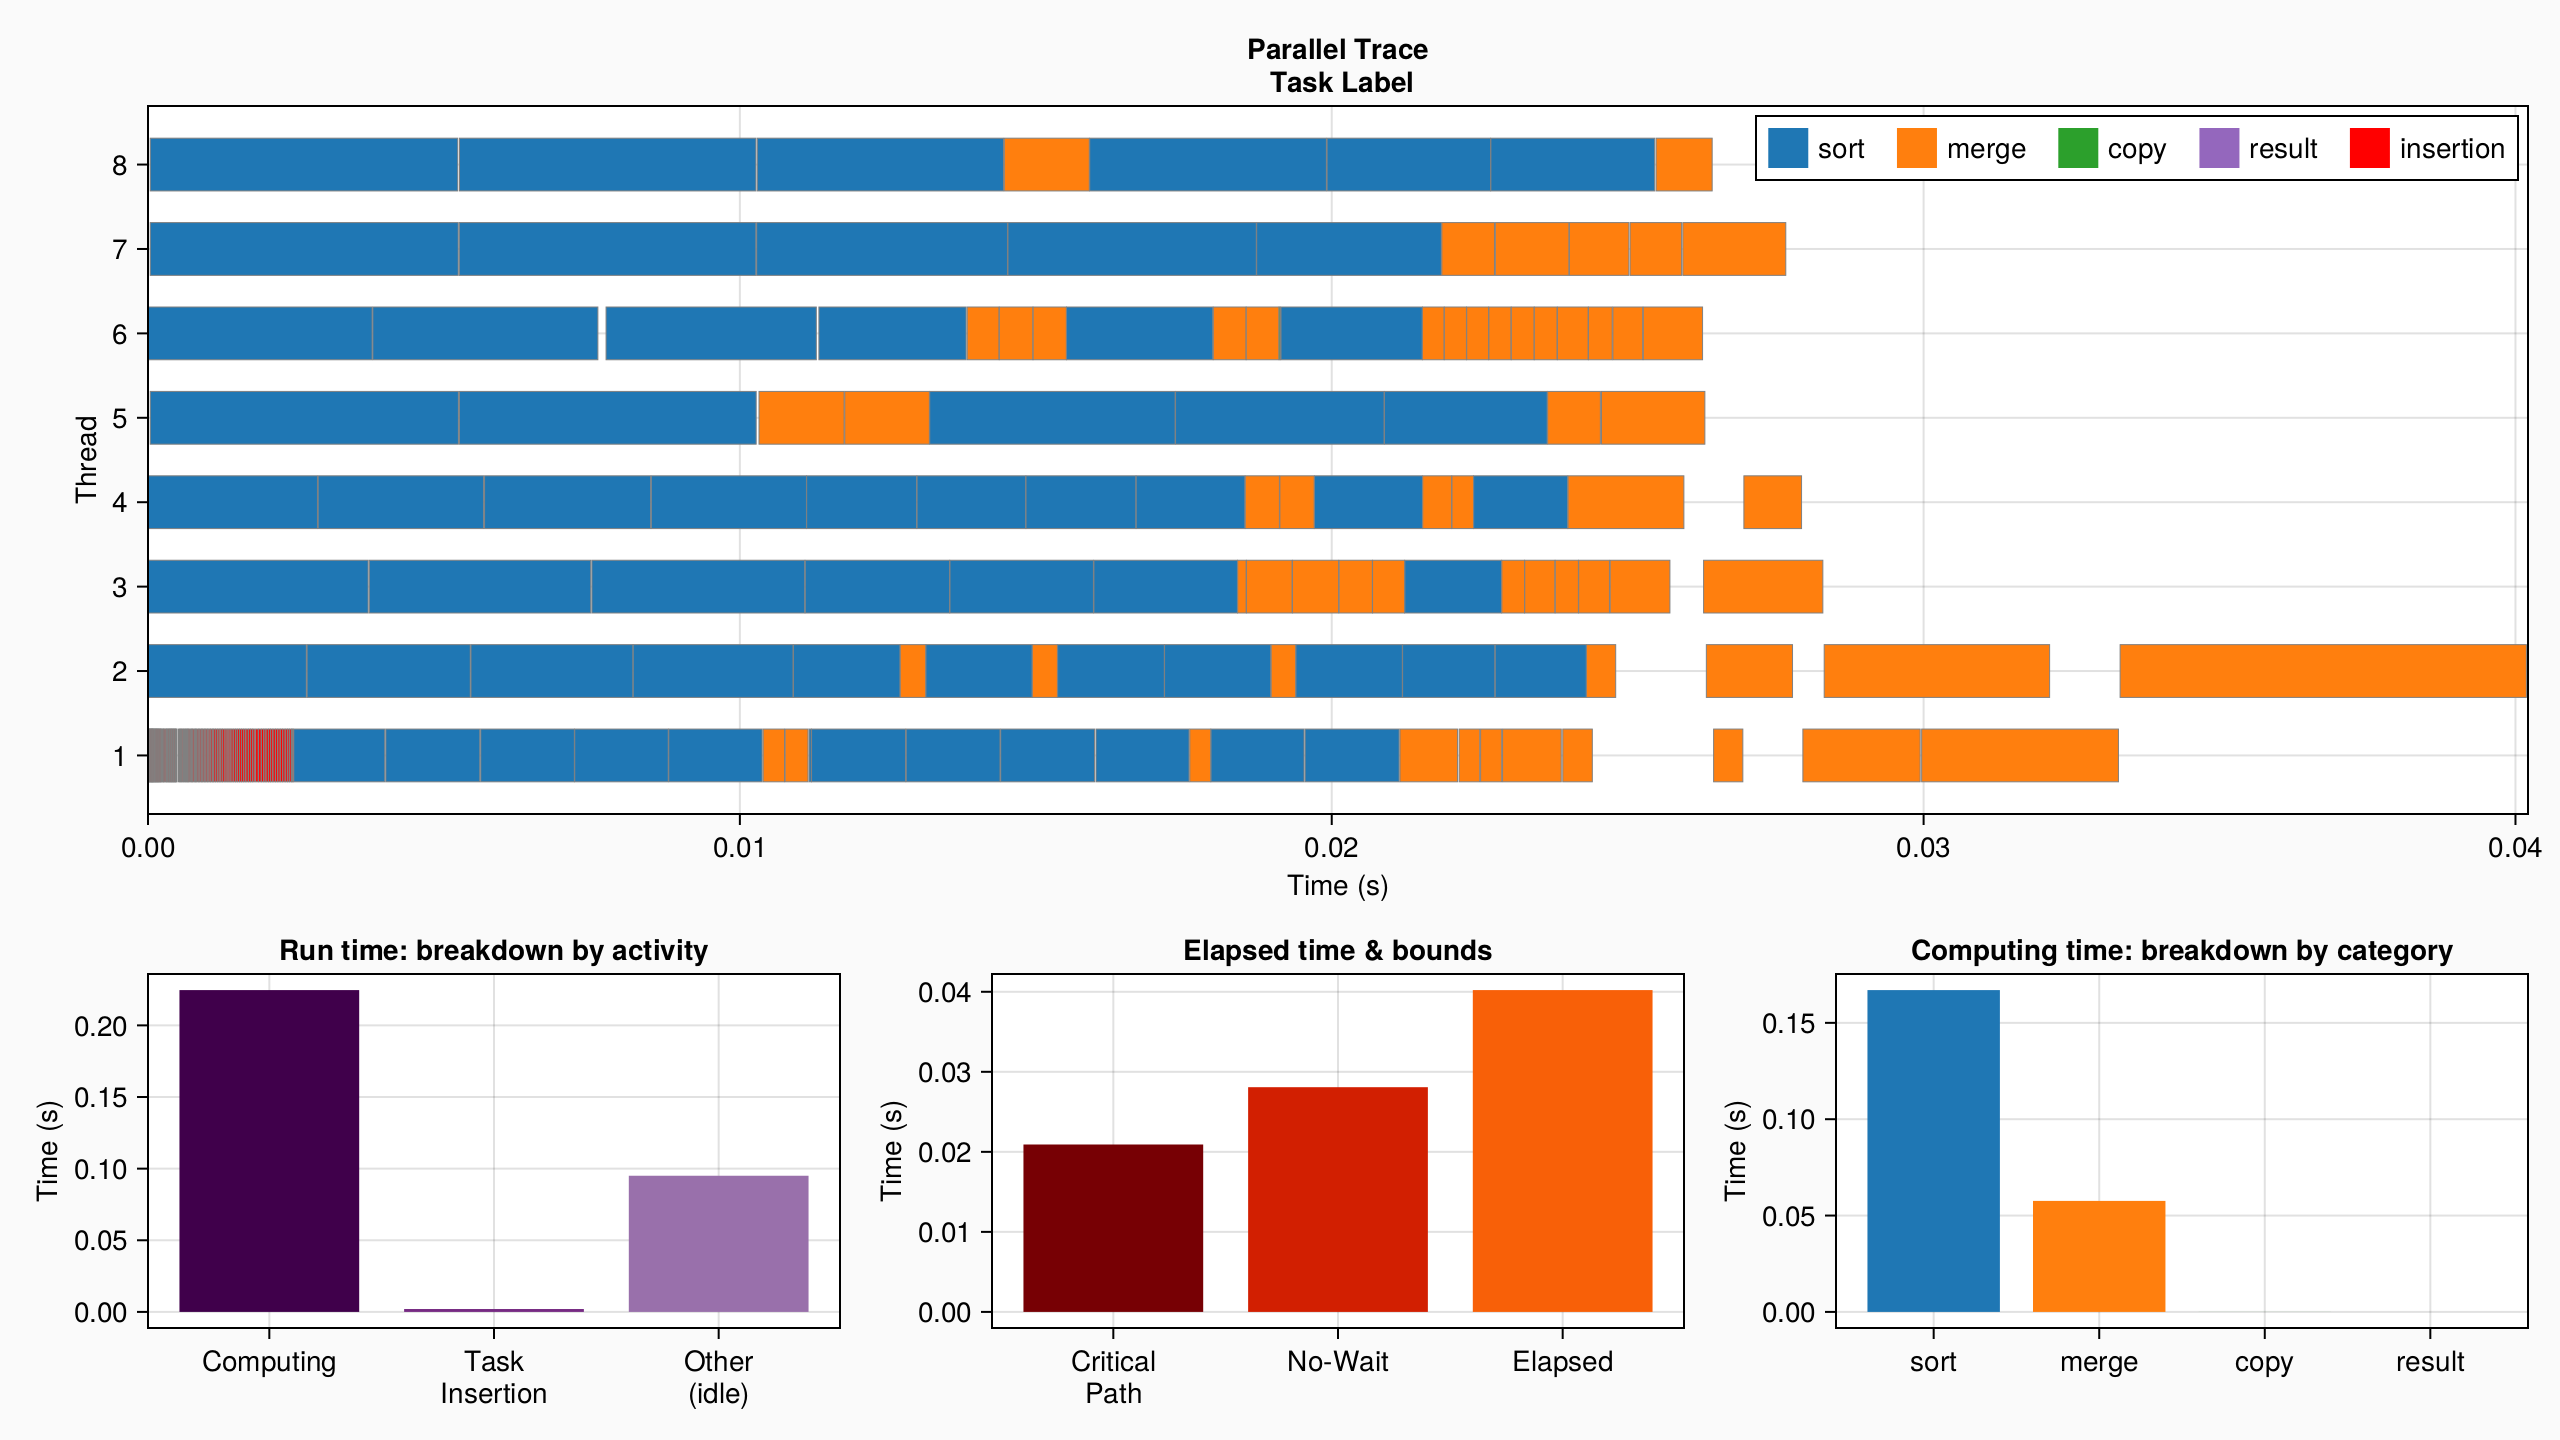 Parallel Trace
Task Label
sort
merge
copy
result
insertion
Thread
8
7
6
5
4
3
2
1
0.00
0.01
0.02
0.03
0.04
Time (s)
Run time: breakdown by activity
Time (s)
0.20
0.15
0.10
0.05
0.00
Computing
Task
Insertion
Other
(idle)
Elapsed time & bounds
Time (s)
0.04
0.03
0.02
0.01
0.00
Critical
Path
No-Wait
Elapsed
Computing time: breakdown by category
Time (s)
0.15
0.10
0.05
0.00
sort
merge
copy
result